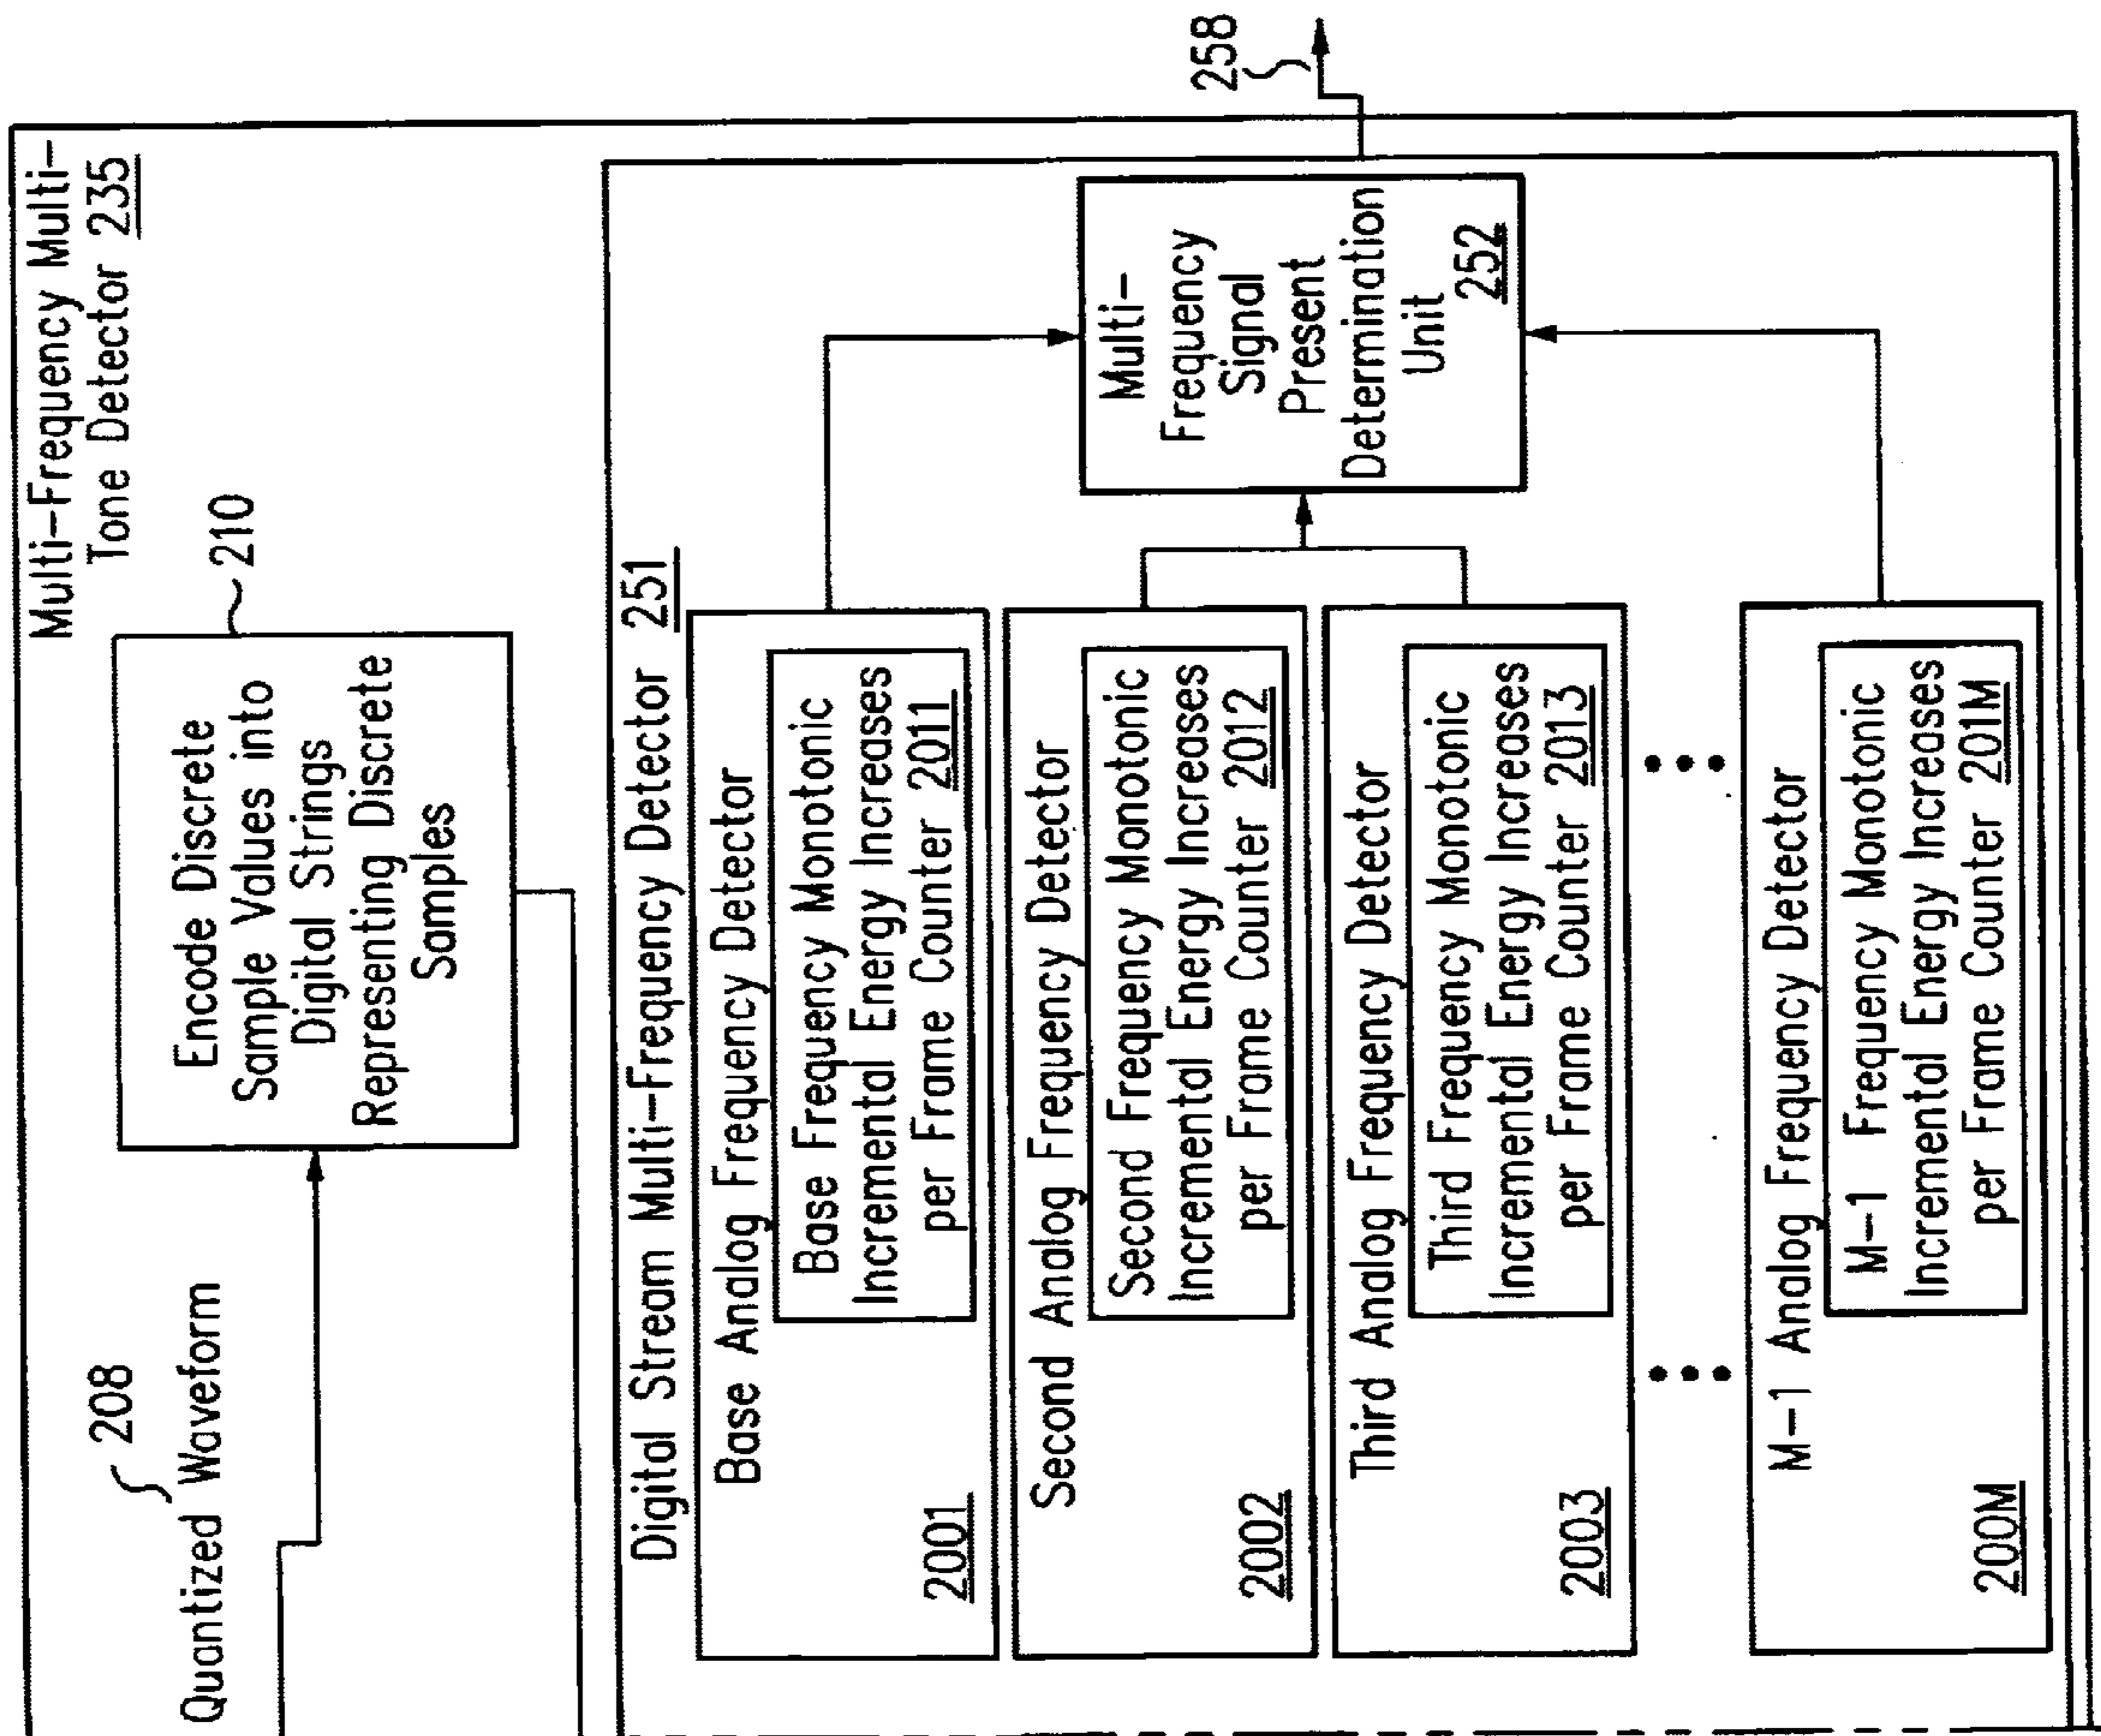 Multi-Frequency Multi-
Tone Detector 235
208
Quantized Waveform
210
Encode Discrete
Sample Values into
Digital Strings
Representing Discrete
Samples
Digital Stream Multi-Frequency Detector 251
Base Analog Frequency Detector
Base Frequency Monotonic
Incremental Energy Increases
per Frame Counter 2011
2001
Second Analog Frequency Detector
Second Frequency Monotonic
Incremental Energy Increases
per Frame Counter 2012
2002
Third Analog Frequency Detector
Third Frequency Monotonic
Incremental Energy Increases
per Frame Counter 2013
2003
M-1 Analog Frequency Detector
M-1 Frequency Monotonic
Incremental Energy Increases
per Frame Counter 201M
200M
Multi-
Frequency
Signal
Present
Determination
Unit
252
258